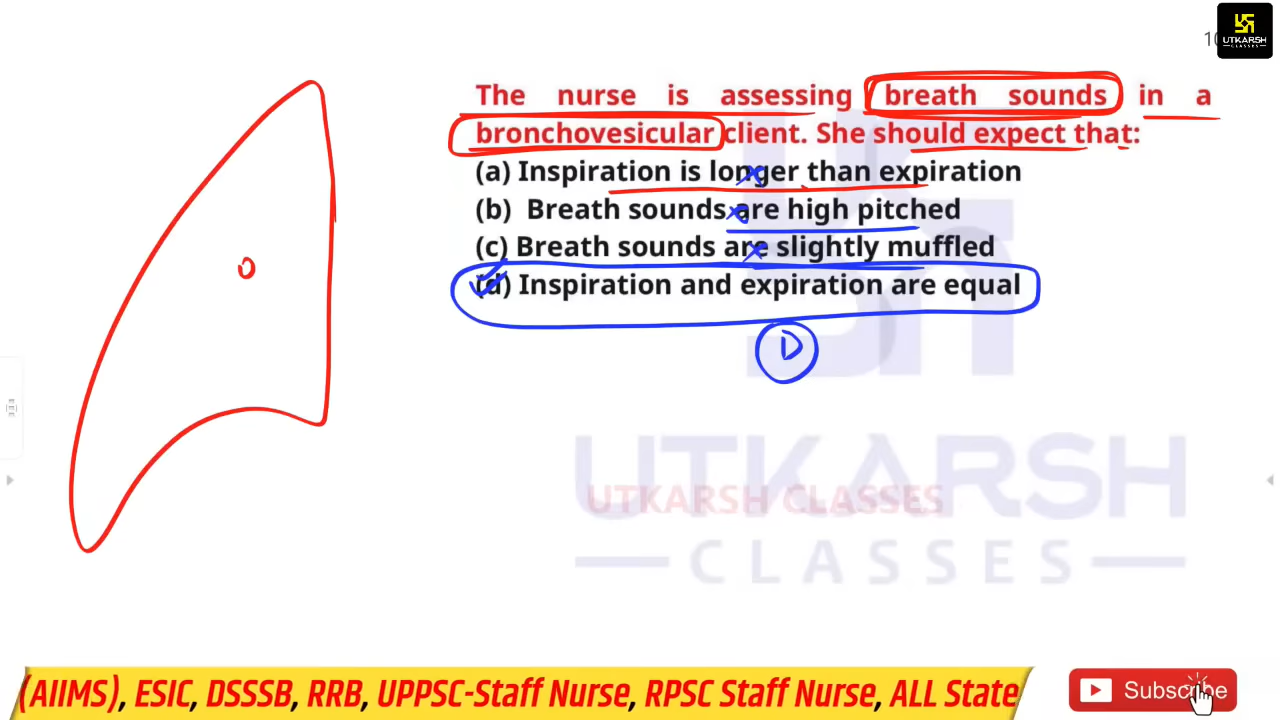 10
UTKARSH
CLASSES
The nurse is assessing breath sounds in a
bronchovesicular client. She should expect that:
(a) Inspiration is longer than expiration
(b) Breath sounds are high pitched
(c) Breath sounds are slightly muffled
(d) Inspiration and expiration are equal
D
UTKARSH
UTKARSH CLASSES
CLASSES
(AIIMS), ESIC, DSSSB, RRB, UPPSC-Staff Nurse, RPSC Staff Nurse, ALL State
Subscribe